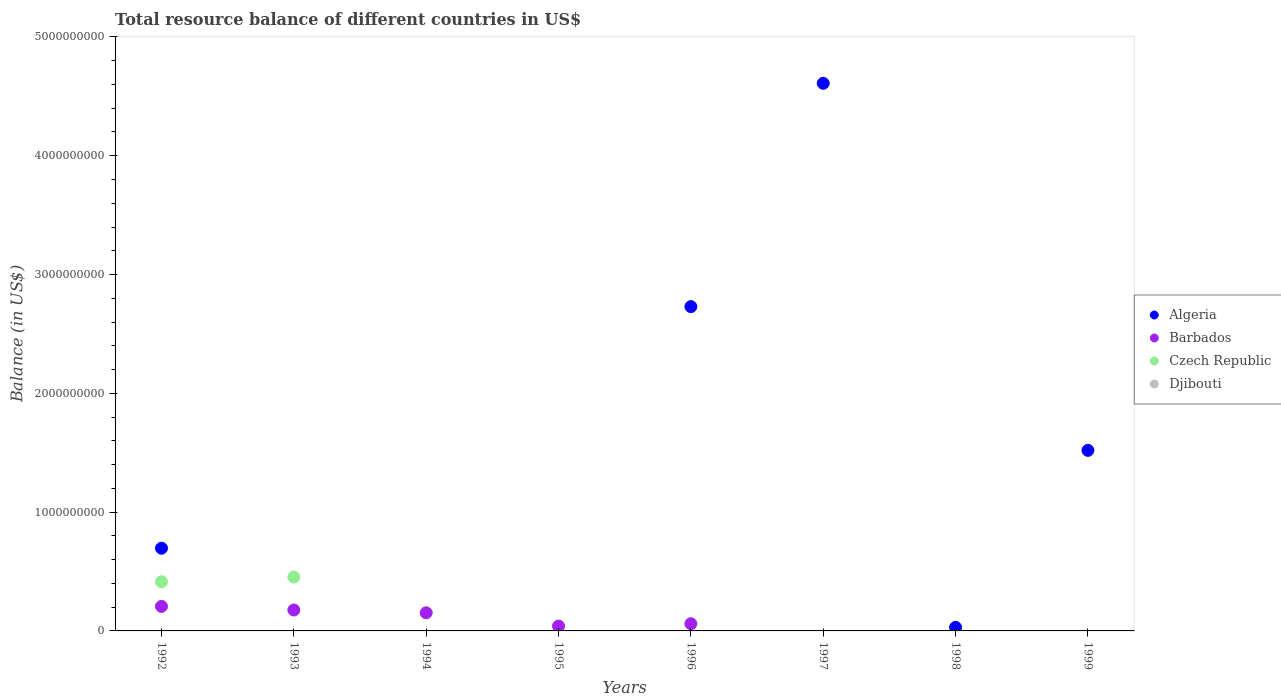 Total resource balance of different countries in US$
5000000000
4000000000
3000000000
2000000000
1000000000
0
Balance (in US$)
1992
1993
1994
1995
1996
1997
1998
1999
Years
Algeria
Barbados
Czech Republic
Djibouti